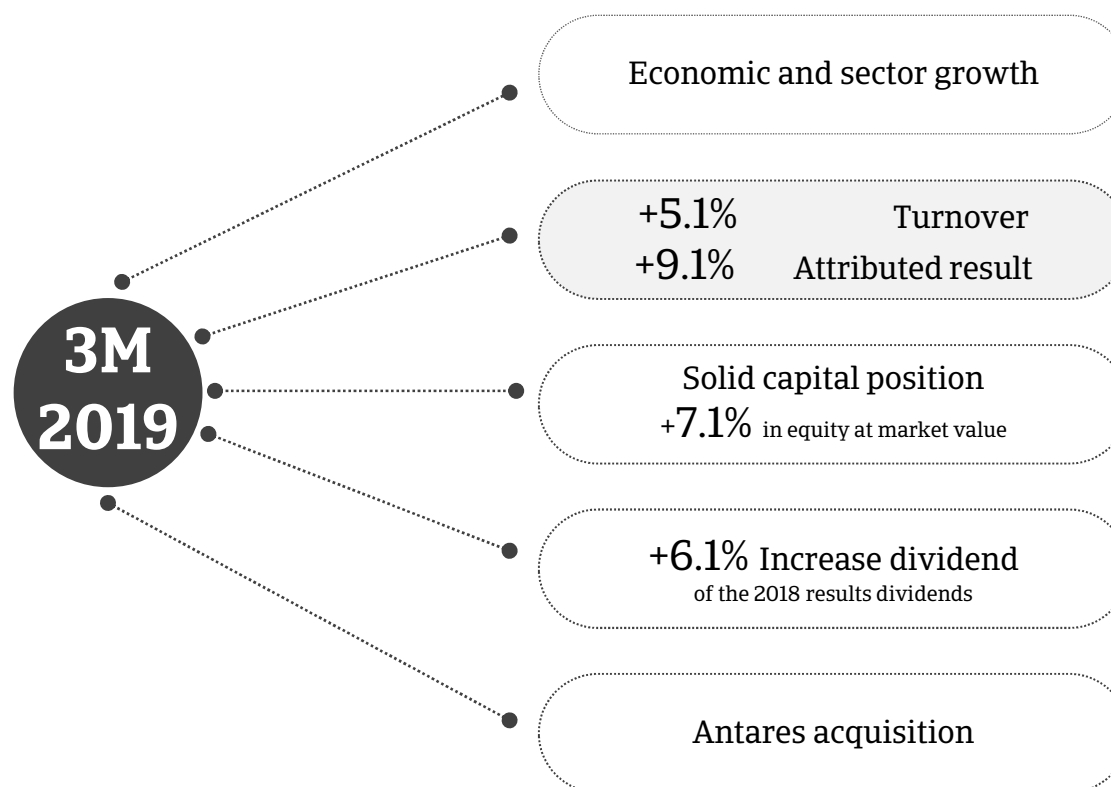 Economic and sector growth
+5.1% Turnover
+9.1% Attributed result
3M
2019
Solid capital position
+7.1% in equity at market value
+6.1% Increase dividend
of the 2018 results dividends
Antares acquisition